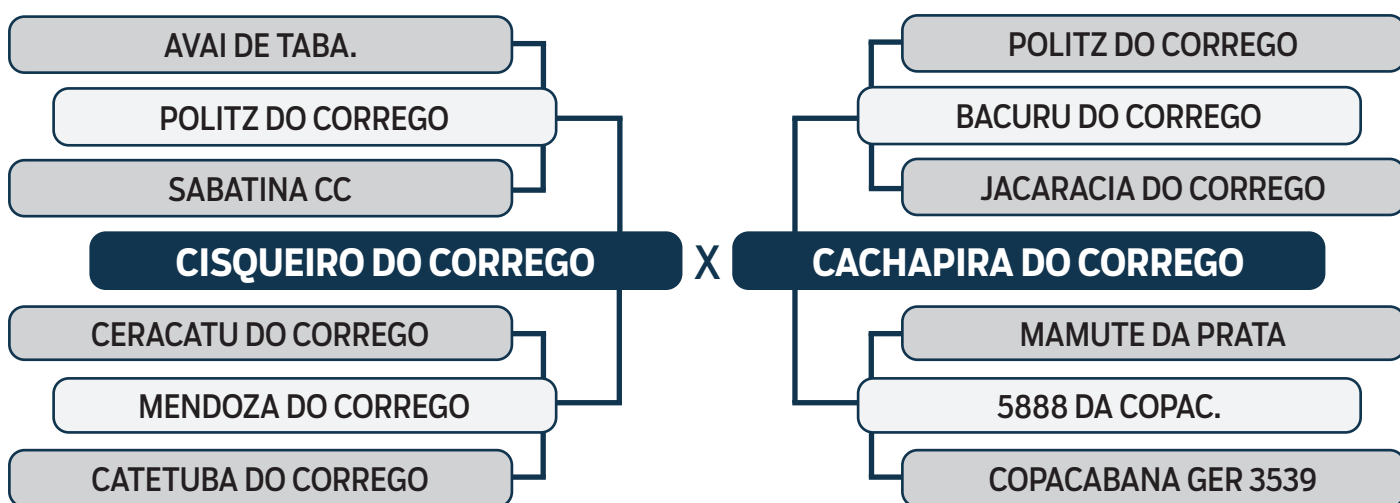 AVAI DE TABA.
POLITZ DO CORREGO
SABATINA CC
CISQUEIRO DO CORREGO
CERACATU DO CORREGO
MENDOZA DO CORREGO
CATETUBA DO CORREGO
X
POLITZ DO CORREGO
BACURU DO CORREGO
JACARACIA DO CORREGO
CACHAPIRA DO CORREGO
MAMUTE DA PRATA
5888 DA COPAC.
COPACABANA GER 3539